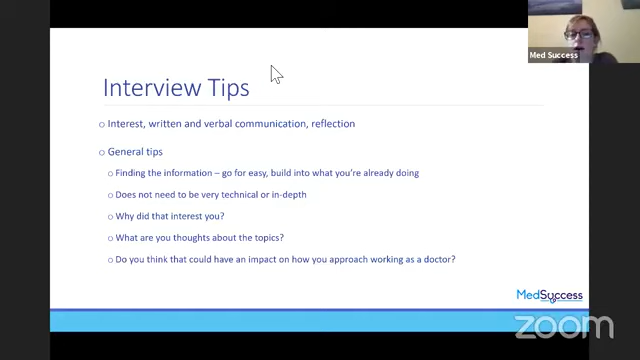 Med Success
Interview Tips
Interest, written and verbal communication, reflection
General tips
Finding the information – go for easy, build into what you're already doing
Does not need to be very technical or in-depth
Why did that interest you?
What are you thoughts about the topics?
Do you think that could have an impact on how you approach working as a doctor?
MedSuccess
zoom